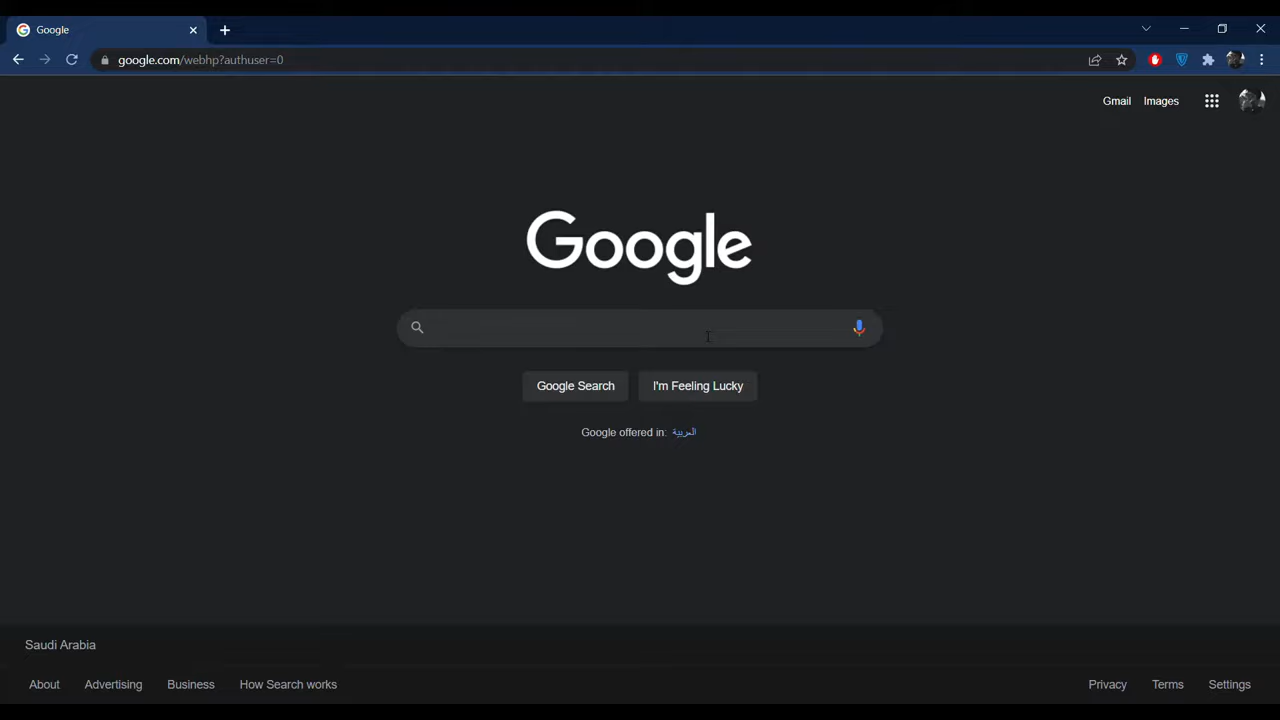 Google
google.com/webhp?authuser=0
Gmail Images
Google
Google Search I'm Feeling Lucky
Google offered in: العربية
Saudi Arabia
About Advertising Business How Search works Privacy Terms Settings